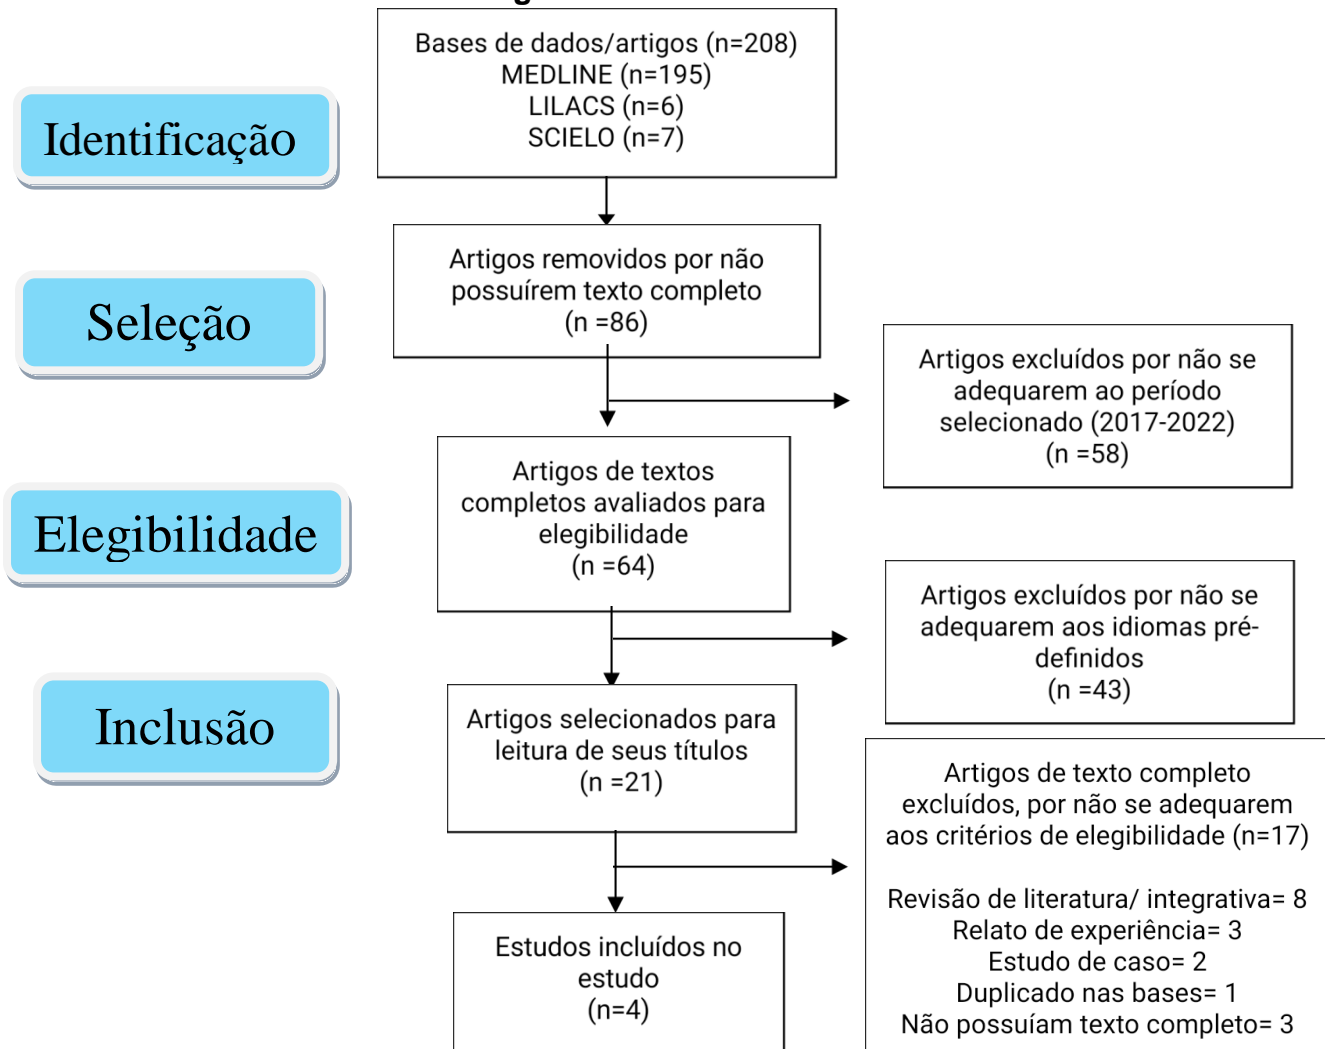 Bases de dados/artigos (n=208)
MEDLINE (n=195)
LILACS (n=6)
SCIELO (n=7)
Identificação
Artigos removidos por não
possuírem texto completo
(n =86)
Seleção
Artigos excluídos por não se
adequarem ao período
selecionado (2017-2022)
(n =58)
Artigos de textos
completos avaliados para
elegibilidade
(n =64)
Elegibilidade
Artigos excluídos por não se
adequarem aos idiomas pré-
definidos
(n =43)
Inclusão
Artigos selecionados para
leitura de seus títulos
(n =21)
Artigos de texto completo
excluídos, por não se adequarem
aos critérios de elegibilidade (n=17)
Revisão de literatura/ integrativa= 8
Relato de experiência= 3
Estudo de caso= 2
Duplicado nas bases= 1
Não possuíam texto completo= 3
Estudos incluídos no
estudo
(n=4)